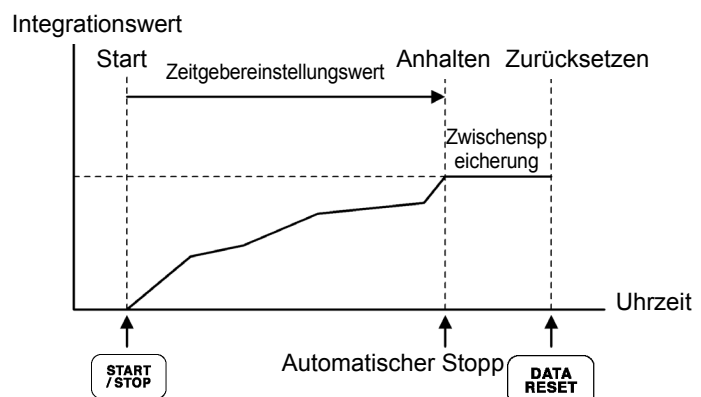 Integrationswert
Start
Anhalten
Zurücksetzen
Zeitgebereinstellungswert
Zwischensp
eicherung
Uhrzeit
START
/ STOP
Automatischer Stopp
DATA
RESET